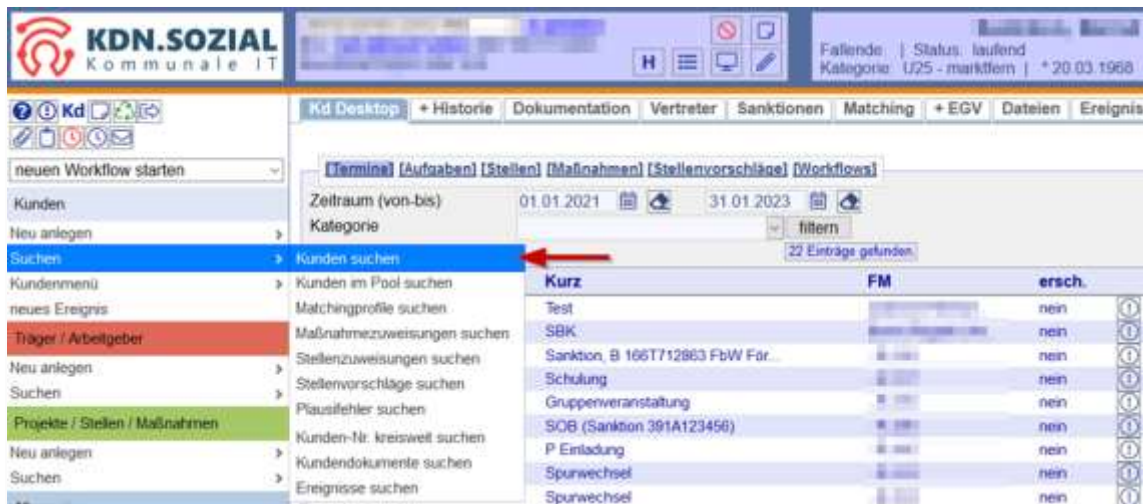 KDN.SOZIAL
Kommunale IT
H
Fallende: | Status: laufend
Kategorie: U25 - marktfern | * 20.03.1968
Kd
neuen Workflow starten
Kunden
Neu anlegen
Suchen
Kundenmenü
neues Ereignis
Träger / Arbeitgeber
Neu anlegen
Suchen
Projekte / Stellen / Maßnahmen
Neu anlegen
Suchen
Kd Desktop + Historie Dokumentation Vertreter Sanktionen Matching + EGV Dateien Ereignis
[Termine] [Aufgaben] [Stellen] [Maßnahmen] [Stellenvorschläge] [Workflows]
Zeitraum (von-bis) 01.01.2021 31.01.2023
Kategorie filtern
22 Einträge gefunden.
Kunden suchen
Kunden im Pool suchen
Matchingprofile suchen
Maßnahmezuweisungen suchen
Stellenzuweisungen suchen
Stellenvorschläge suchen
Plausifehler suchen
Kunden-Nr. kreisweit suchen
Kundendokumente suchen
Ereignisse suchen
Kurz FM ersch.
Test nein
SBK nein
Sanktion, B 166T712863 FbW För... nein
Schulung nein
Gruppenveranstaltung nein
SOB (Sanktion 391A123456) nein
P Einladung nein
Spurwechsel nein
Spurwechsel nein